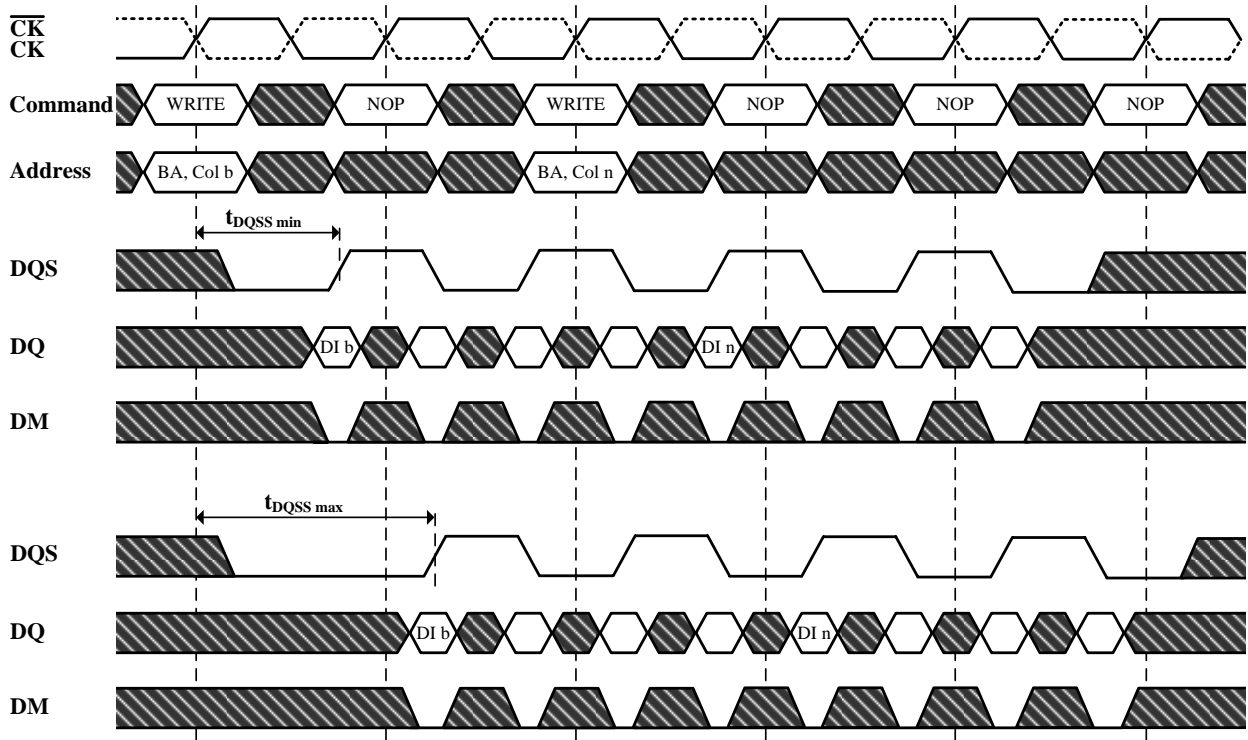 CK
CK
Command WRITE NOP WRITE NOP NOP NOP
Address BA, Col b BA, Col n
tDQSS min
DQS
DQ DI b DI n
DM
tDQSS max
DQS
DQ DI b DI n
DM